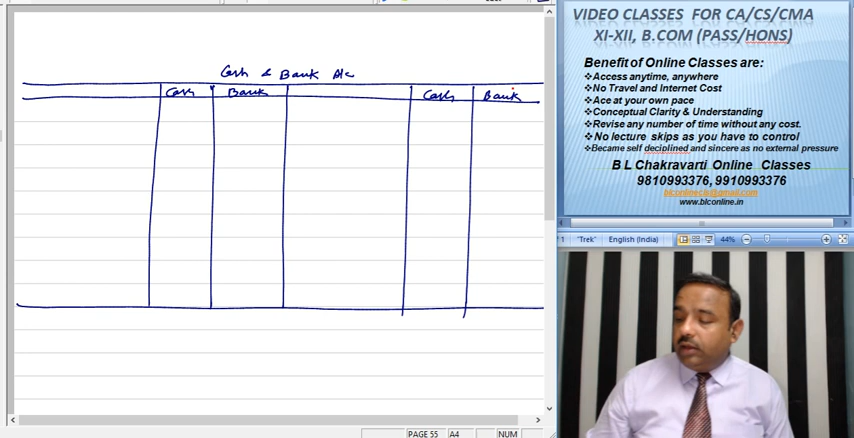 Cash & Bank A/c
Cash Bank Cash Bank
PAGE 55 A4 NUM
VIDEO CLASSES FOR CA/CS/CMA
XI-XII, B.COM (PASS/HONS)
Benefit of Online Classes are:
❖Access anytime, anywhere
❖No Travel and Internet Cost
❖Ace at your own pace
❖Conceptual Clarity & Understanding
❖Revise any number of time without any cost.
❖No lecture skips as you have to control
❖Became self deciplined and sincere as no external pressure
B L Chakravarti Online Classes
9810993376, 9910993376
blconlinecls@gmail.com
www.blconline.in
1 "Trek" English (India) 44%